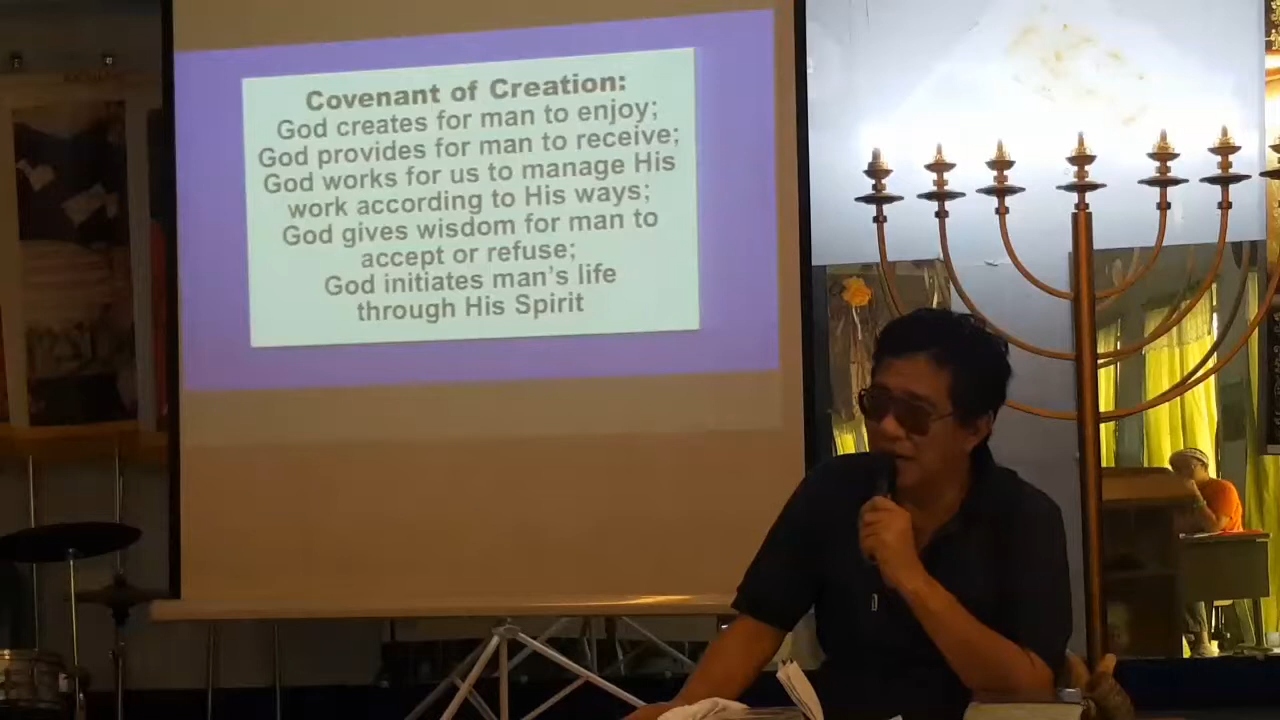 Covenant of Creation:
God creates for man to enjoy;
God provides for man to receive;
God works for us to manage His
work according to His ways;
God gives wisdom for man to
accept or refuse;
God initiates man's life
through His Spirit